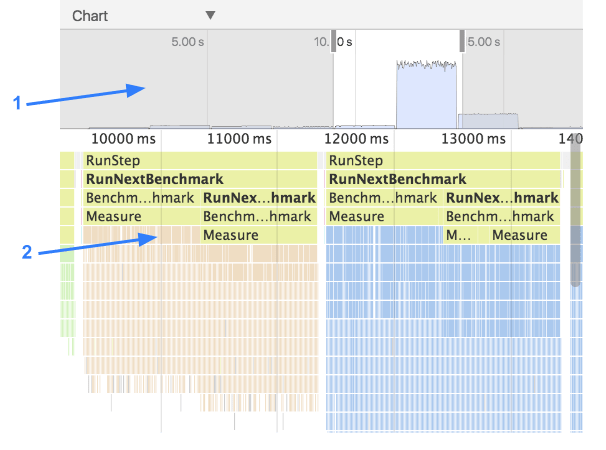 Chart ▼
5.00 s 10. 0 s 5.00 s
1
10000 ms 11000 ms 12000 ms 13000 ms 140
RunStep RunStep
RunNextBenchmark RunNextBenchmark
Benchm...hmark RunNex...hmark Benchm...hmark RunNex...hmark
Measure Benchm...hmark Measure Benchm...hmark
2 Measure M... Measure